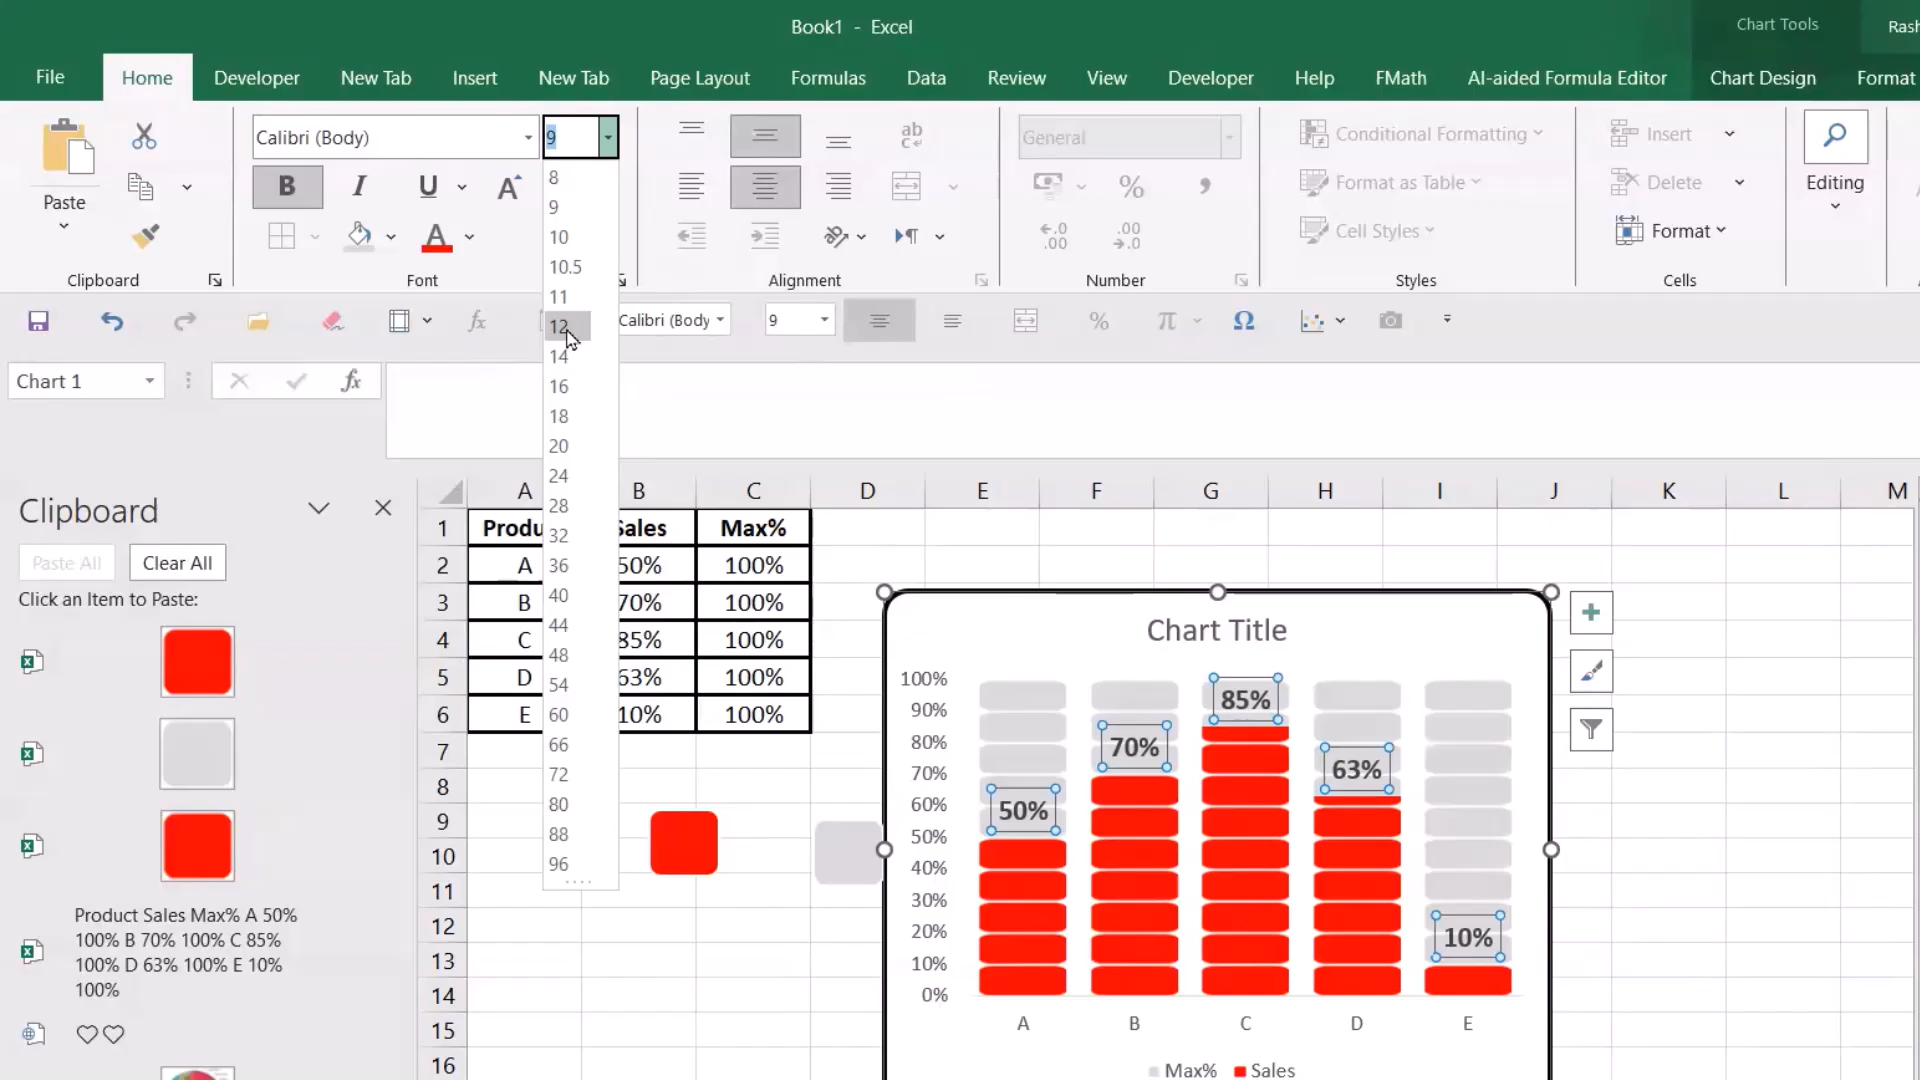 Book1 - Excel
Chart Tools
Rash
File
Home
Developer
New Tab
Insert
New Tab
Page Layout
Formulas
Data
Review
View
Developer
Help
FMath
AI-aided Formula Editor
Chart Design
Format
Paste
Calibri (Body)
9
B
I
U
A
A
ab
c
General
%
,
←.0
.00
.00
→.0
Conditional Formatting
Format as Table
Cell Styles
Insert
Delete
Format
Editing
Clipboard
Font
Alignment
Number
Styles
Cells
8
9
10
10.5
11
12
14
16
18
20
24
28
32
36
40
44
48
54
60
66
72
80
88
96
fx
Calibri (Body
9
%
π
Ω
Chart 1
fx
Clipboard
Paste All
Clear All
Click an Item to Paste:
Product Sales Max% A 50%
100% B 70% 100% C 85%
100% D 63% 100% E 10%
100%
A B C D E F G H I J K L M
1 Produ Sales Max%
2 A 50% 100%
3 B 70% 100%
4 C 85% 100%
5 D 63% 100%
6 E 10% 100%
7
8
9
10
11
12
13
14
15
16
Chart Title
100%
90%
80%
70%
60%
50%
40%
30%
20%
10%
0%
50%
70%
85%
63%
10%
A B C D E
Max% Sales